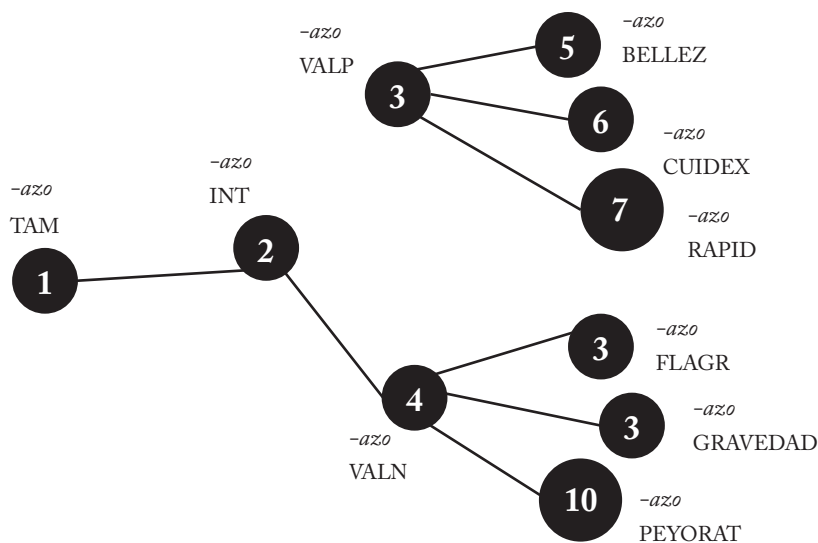 -azo
TAM
1
-azo
INT
2
-azo
VALP
3
-azo
BELLEZ
5
-azo
CUIDEX
6
-azo
RAPID
7
-azo
VALN
4
-azo
FLAGR
3
-azo
GRAVEDAD
3
-azo
PEYORAT
10